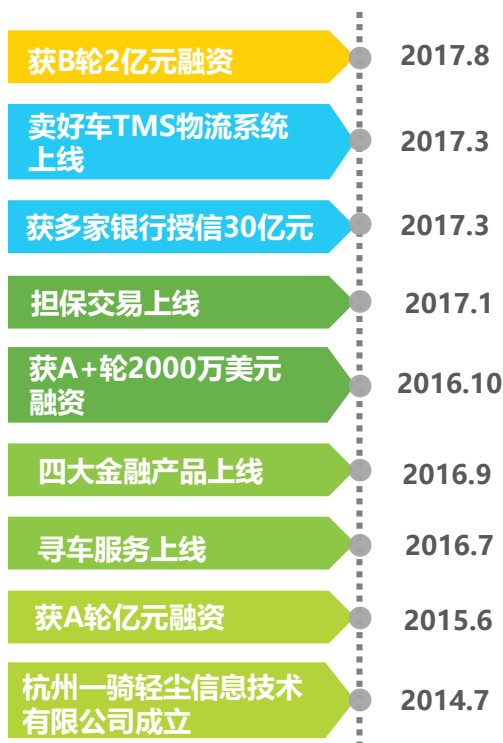 获B轮2亿元融资
2017.8
卖好车TMS物流系统
上线
2017.3
获多家银行授信30亿元
2017.3
担保交易上线
2017.1
获A+轮2000万美元
融资
2016.10
四大金融产品上线
2016.9
寻车服务上线
2016.7
获A轮亿元融资
2015.6
杭州一骑轻尘信息技术
有限公司成立
2014.7